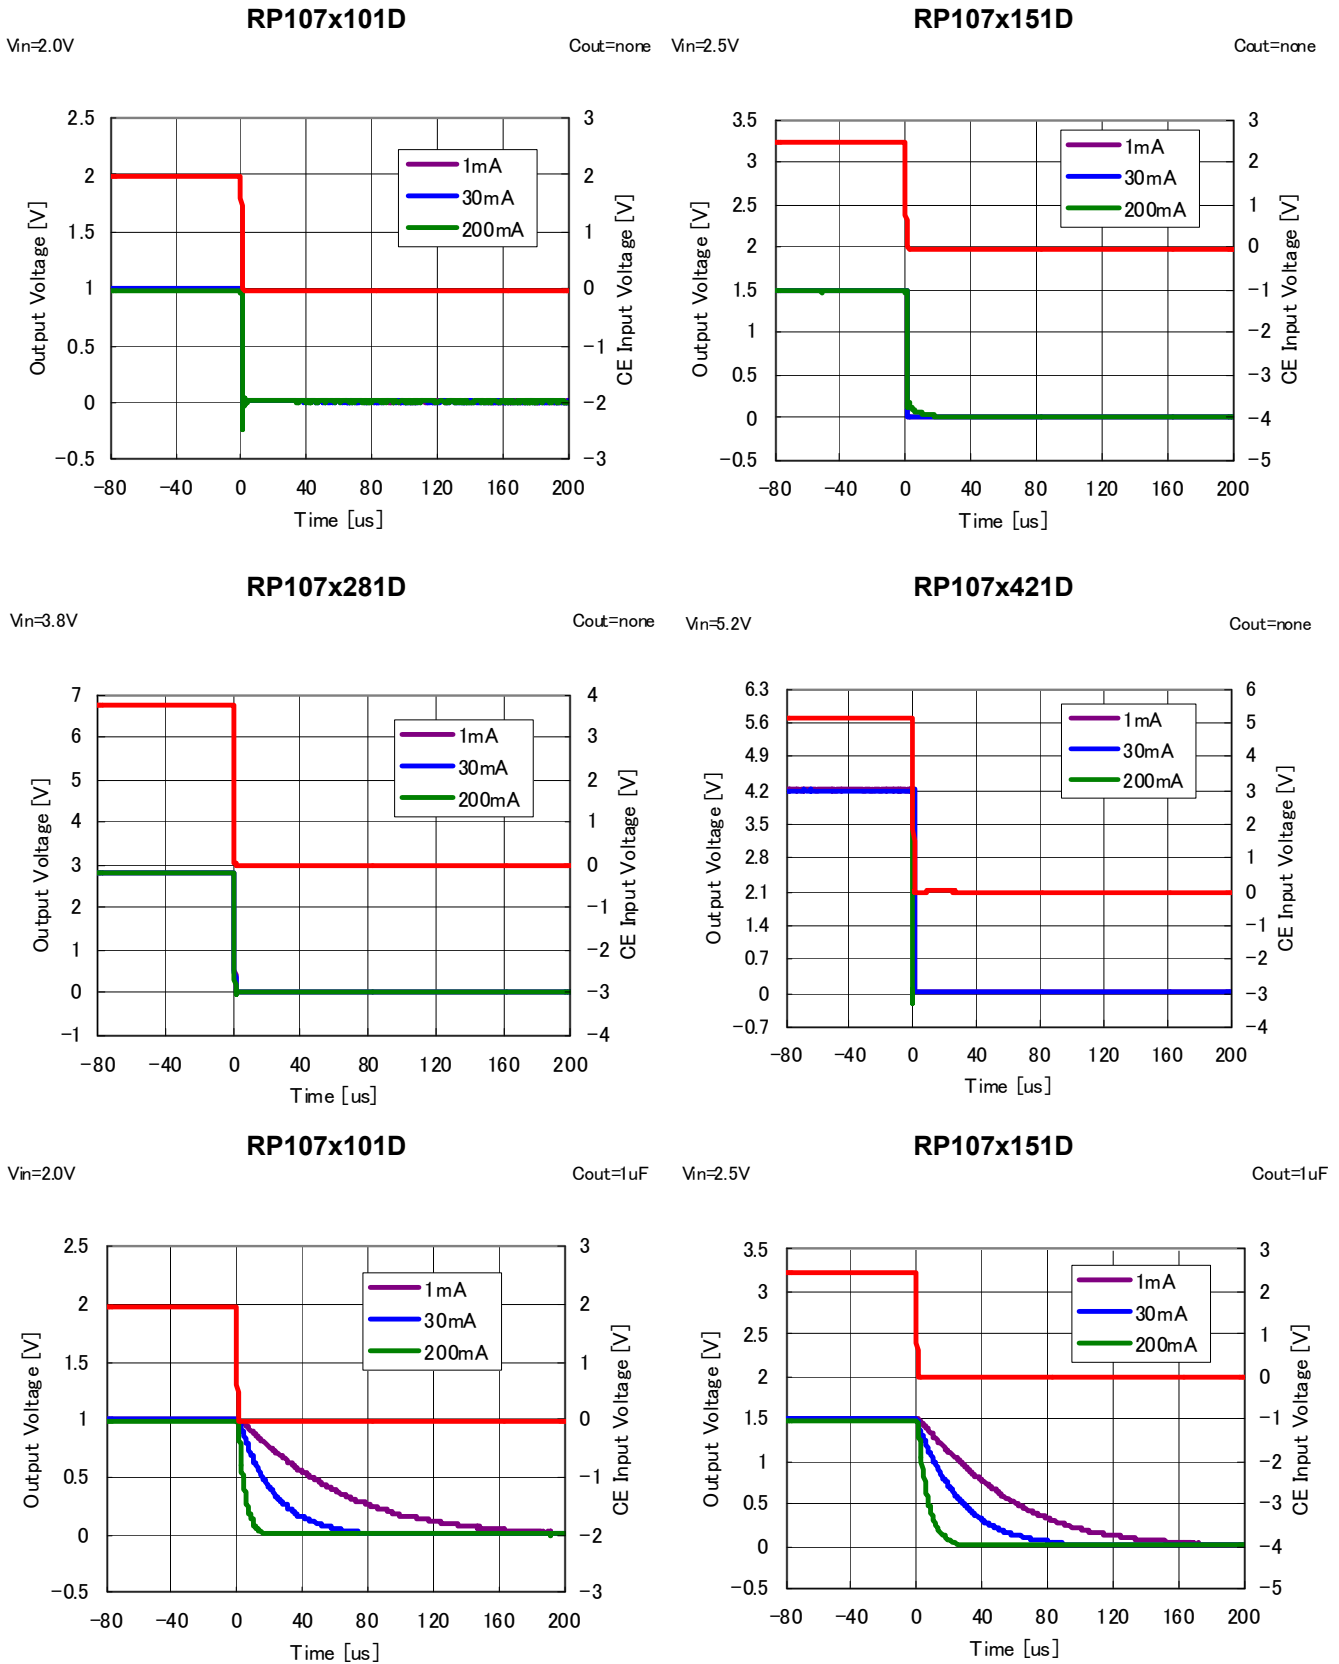 RP107x101D
Vin=2.0V Cout=none
2.5
2
1.5
1
0.5
0
-0.5
3
2
1
0
-1
-2
-3
Output Voltage [V]
CE Input Voltage [V]
1mA
30mA
200mA
-80 -40 0 40 80 120 160 200
Time [us]
RP107x151D
Vin=2.5V Cout=none
3.5
3
2.5
2
1.5
1
0.5
0
-0.5
3
2
1
0
-1
-2
-3
-4
-5
Output Voltage [V]
CE Input Voltage [V]
1mA
30mA
200mA
-80 -40 0 40 80 120 160 200
Time [us]
RP107x281D
Vin=3.8V Cout=none
7
6
5
4
3
2
1
0
-1
4
3
2
1
0
-1
-2
-3
-4
Output Voltage [V]
CE Input Voltage [V]
1mA
30mA
200mA
-80 -40 0 40 80 120 160 200
Time [us]
RP107x421D
Vin=5.2V Cout=none
6.3
5.6
4.9
4.2
3.5
2.8
2.1
1.4
0.7
0
-0.7
6
5
4
3
2
1
0
-1
-2
-3
-4
Output Voltage [V]
CE Input Voltage [V]
1mA
30mA
200mA
-80 -40 0 40 80 120 160 200
Time [us]
RP107x101D
Vin=2.0V Cout=1uF
2.5
2
1.5
1
0.5
0
-0.5
3
2
1
0
-1
-2
-3
Output Voltage [V]
CE Input Voltage [V]
1mA
30mA
200mA
-80 -40 0 40 80 120 160 200
Time [us]
RP107x151D
Vin=2.5V Cout=1uF
3.5
3
2.5
2
1.5
1
0.5
0
-0.5
3
2
1
0
-1
-2
-3
-4
-5
Output Voltage [V]
CE Input Voltage [V]
1mA
30mA
200mA
-80 -40 0 40 80 120 160 200
Time [us]